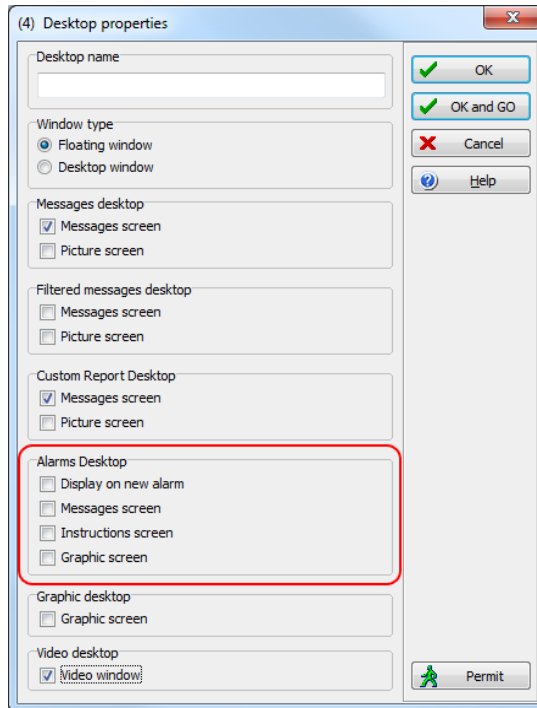 (4) Desktop properties
Desktop name
Window type
Floating window
Desktop window
Messages desktop
Messages screen
Picture screen
Filtered messages desktop
Messages screen
Picture screen
Custom Report Desktop
Messages screen
Picture screen
Alarms Desktop
Display on new alarm
Messages screen
Instructions screen
Graphic screen
Graphic desktop
Graphic screen
Video desktop
Video window
OK
OK and GO
Cancel
Help
Permit